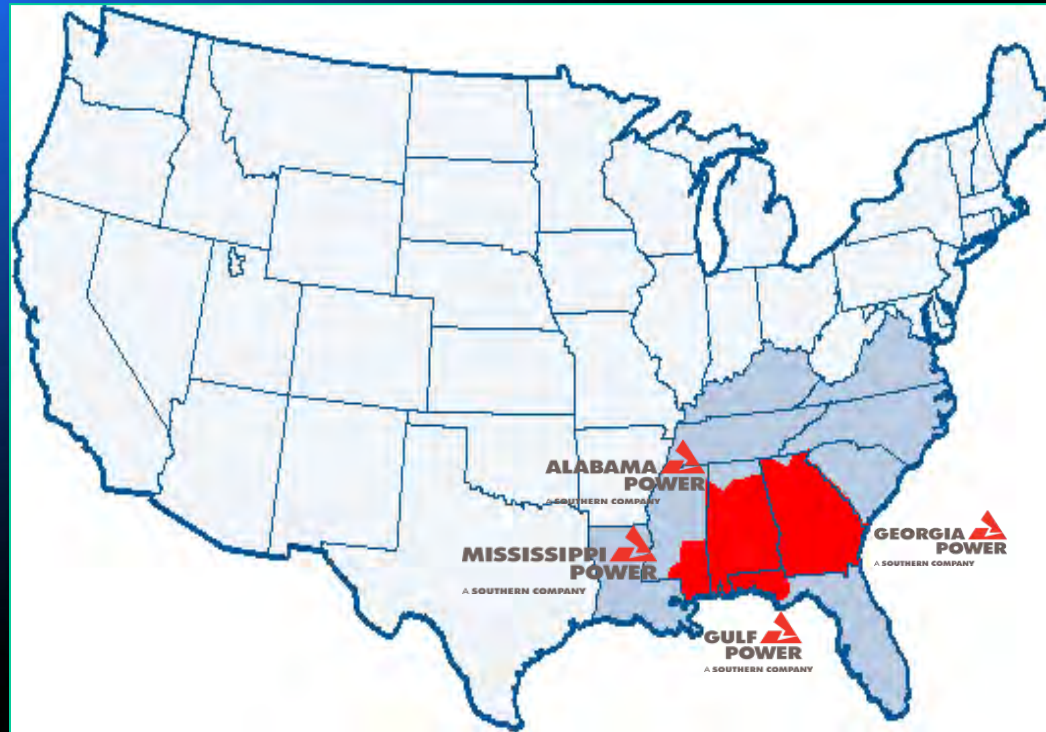 ALABAMA
POWER
A SOUTHERN COMPANY
MISSISSIPPI
POWER
A SOUTHERN COMPANY
GEORGIA
POWER
A SOUTHERN COMPANY
GULF
POWER
A SOUTHERN COMPANY